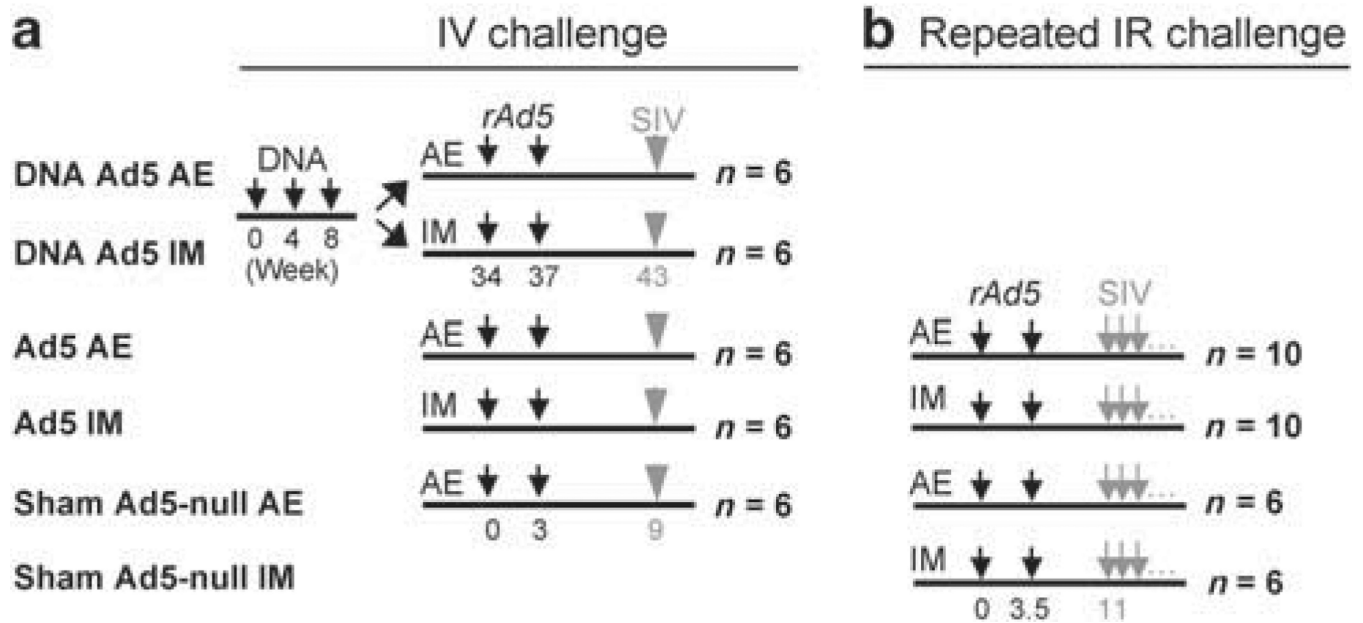 a IV challenge
b Repeated IR challenge
rAd5 SIV
DNA
AE
DNA Ad5 AE
n = 6
IM
DNA Ad5 IM
0 4 8
(Week)
n = 6
34 37 43
rAd5 SIV
Ad5 AE
AE
n = 6
AE
...
n = 10
Ad5 IM
IM
n = 6
IM
...
n = 10
Sham Ad5-null AE
AE
n = 6
0 3 9
AE
...
n = 6
Sham Ad5-null IM
IM
...
n = 6
0 3.5 11